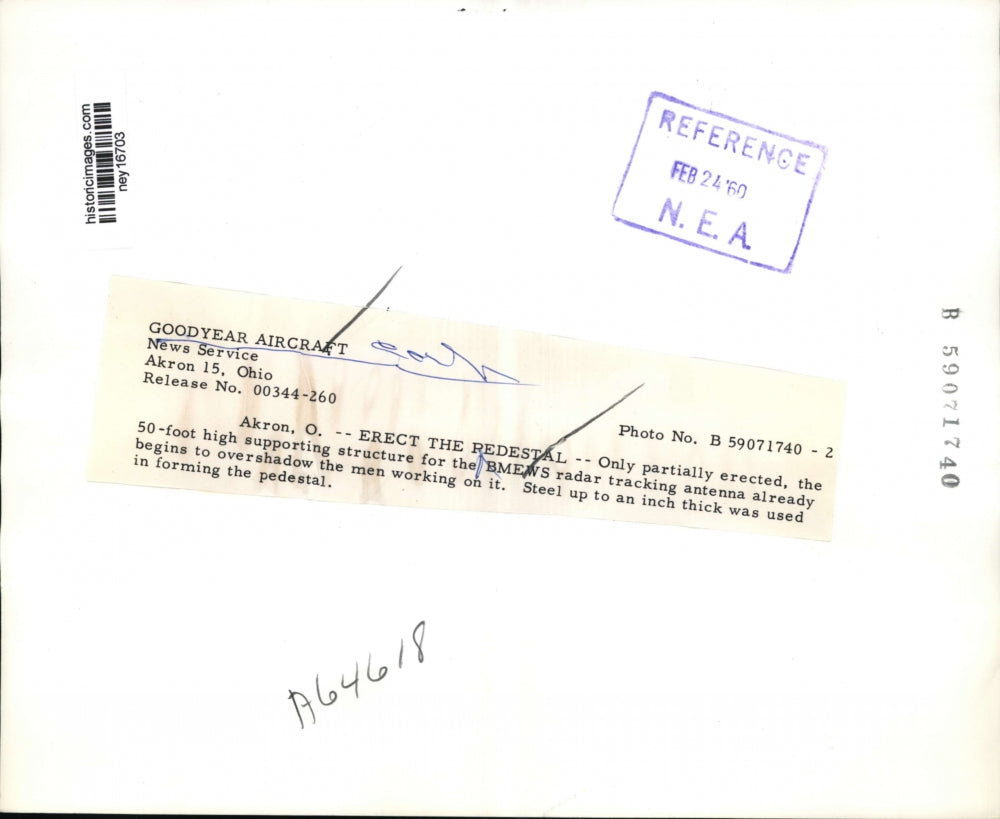 historicimages.com
ney16703
REFERENCE
FEB 24 '60
N. E. A.
GOODYEAR AIRCRAFT
News Service
Akron 15, Ohio
Release No. 00344-260
Photo No. B 59071740 - 2
Akron, O. -- ERECT THE PEDESTAL -- Only partially erected, the
50-foot high supporting structure for the BMEWS radar tracking antenna already
begins to overshadow the men working on it. Steel up to an inch thick was used
in forming the pedestal.
B 59071740
A64618